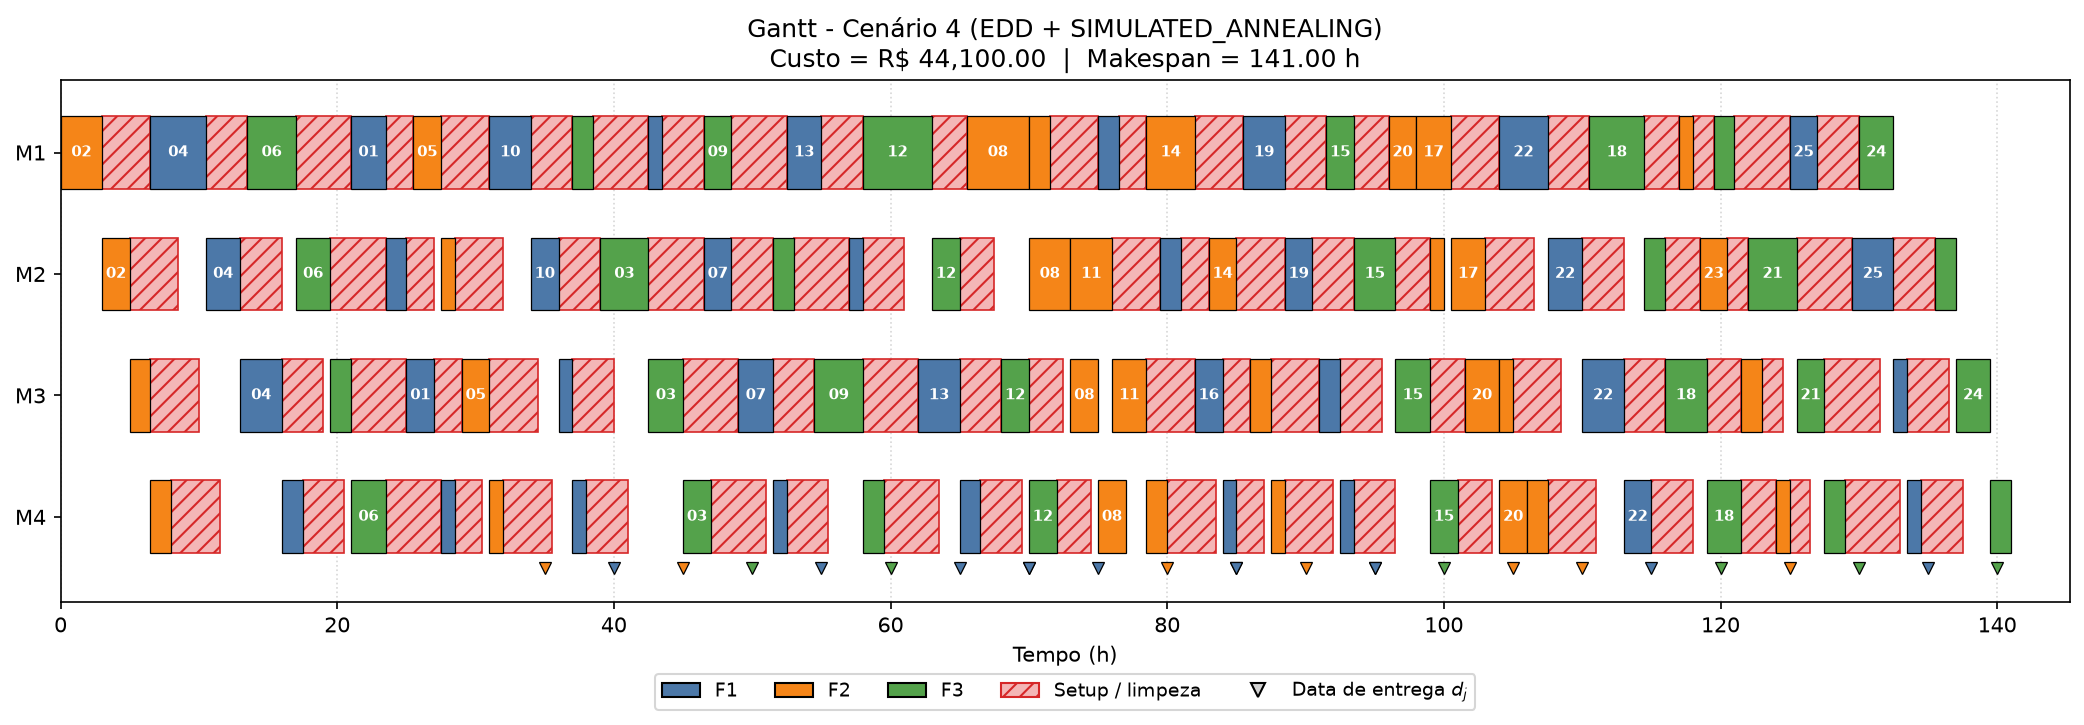 Gantt - Cenário 4 (EDD + SIMULATED_ANNEALING)
Custo = R$ 44,100.00 | Makespan = 141.00 h
M1 02 04 06 01 05 10 09 13 12 08 14 19 15 20 17 22 18 25 24
M2 02 04 06 10 03 07 12 08 11 14 19 15 17 22 23 21 25
M3 04 01 05 03 07 09 13 12 08 11 16 15 20 22 18 21 24
M4 06 03 12 08 15 20 22 18
0 20 40 60 80 100 120 140
Tempo (h)
F1 F2 F3 Setup / limpeza Data de entrega dj